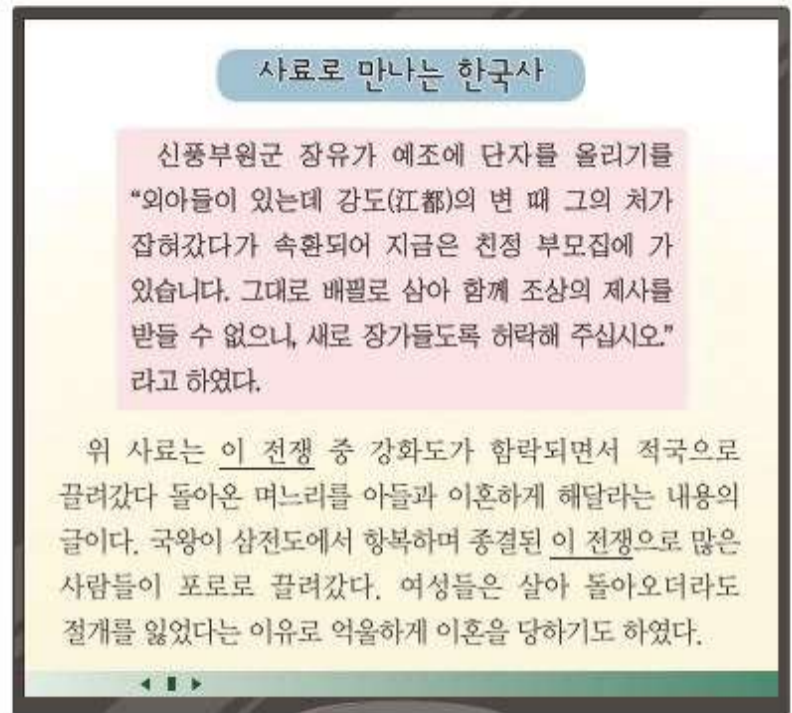 사료로 만나는 한국사
신풍부원군 장유가 예조에 단자를 올리기를
“외아들이 있는데 강도(江都)의 변 때 그의 처가
잡혀갔다가 속환되어 지금은 친정 부모집에 가
있습니다. 그대로 배필로 삼아 함께 조상의 제사를
받들 수 없으니, 새로 장가들도록 허락해 주십시오.”
라고 하였다.
위 사료는 이 전쟁 중 강화도가 함락되면서 적국으로
끌려갔다 돌아온 며느리를 아들과 이혼하게 해달라는 내용의
글이다. 국왕이 삼전도에서 항복하며 종결된 이 전쟁으로 많은
사람들이 포로로 끌려갔다. 여성들은 살아 돌아오더라도
절개를 잃었다는 이유로 억울하게 이혼을 당하기도 하였다.